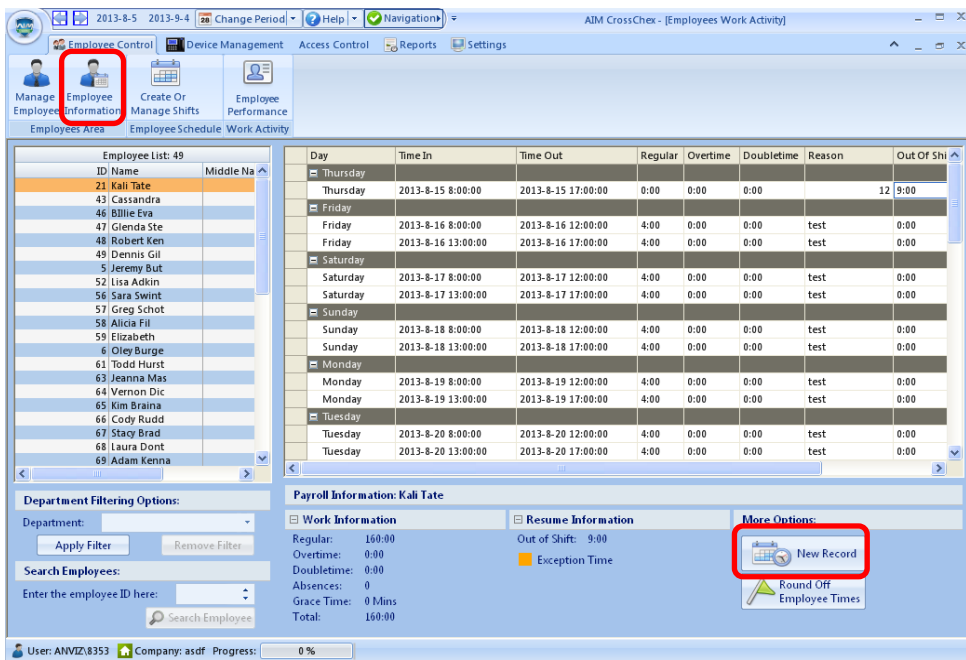 2013-8-5 2013-9-4 28 Change Period Help Navigation AIM CrossChex - [Employees Work Activity]
Employee Control Device Management Access Control Reports Settings
Manage Employee Employee Information Create Or Manage Shifts Employee Performance
Employees Area Employee Schedule Work Activity
Employee List: 49
ID Name Middle Na
21 Kali Tate
43 Cassandra
46 BIllie Eva
47 Glenda Ste
48 Robert Ken
49 Dennis Gil
5 Jeremy But
52 Lisa Adkin
56 Sara Swint
57 Greg Schot
58 Alicia Fil
59 Elizabeth
6 Oley Burge
61 Todd Hurst
63 Jeanna Mas
64 Vernon Dic
65 Kim Braina
66 Cody Rudd
67 Stacy Brad
68 Laura Dont
69 Adam Kenna
Day Time In Time Out Regular Overtime Doubletime Reason Out Of Shi
Thursday
Thursday 2013-8-15 8:00:00 2013-8-15 17:00:00 0:00 0:00 0:00 12 9:00
Friday
Friday 2013-8-16 8:00:00 2013-8-16 12:00:00 4:00 0:00 0:00 test 0:00
Friday 2013-8-16 13:00:00 2013-8-16 17:00:00 4:00 0:00 0:00 test 0:00
Saturday
Saturday 2013-8-17 8:00:00 2013-8-17 12:00:00 4:00 0:00 0:00 test 0:00
Saturday 2013-8-17 13:00:00 2013-8-17 17:00:00 4:00 0:00 0:00 test 0:00
Sunday
Sunday 2013-8-18 8:00:00 2013-8-18 12:00:00 4:00 0:00 0:00 test 0:00
Sunday 2013-8-18 13:00:00 2013-8-18 17:00:00 4:00 0:00 0:00 test 0:00
Monday
Monday 2013-8-19 8:00:00 2013-8-19 12:00:00 4:00 0:00 0:00 test 0:00
Monday 2013-8-19 13:00:00 2013-8-19 17:00:00 4:00 0:00 0:00 test 0:00
Tuesday
Tuesday 2013-8-20 8:00:00 2013-8-20 12:00:00 4:00 0:00 0:00 test 0:00
Tuesday 2013-8-20 13:00:00 2013-8-20 17:00:00 4:00 0:00 0:00 test 0:00
Department Filtering Options:
Department:
Apply Filter Remove Filter
Search Employees:
Enter the employee ID here:
Search Employee
Payroll Information: Kali Tate
Work Information
Regular: 160:00
Overtime: 0:00
Doubletime: 0:00
Absences: 0
Grace Time: 0 Mins
Total: 160:00
Resume Information
Out of Shift: 9:00
Exception Time
More Options:
New Record
Round Off
Employee Times
User: ANVIZ\8353 Company: asdf Progress: 0 %